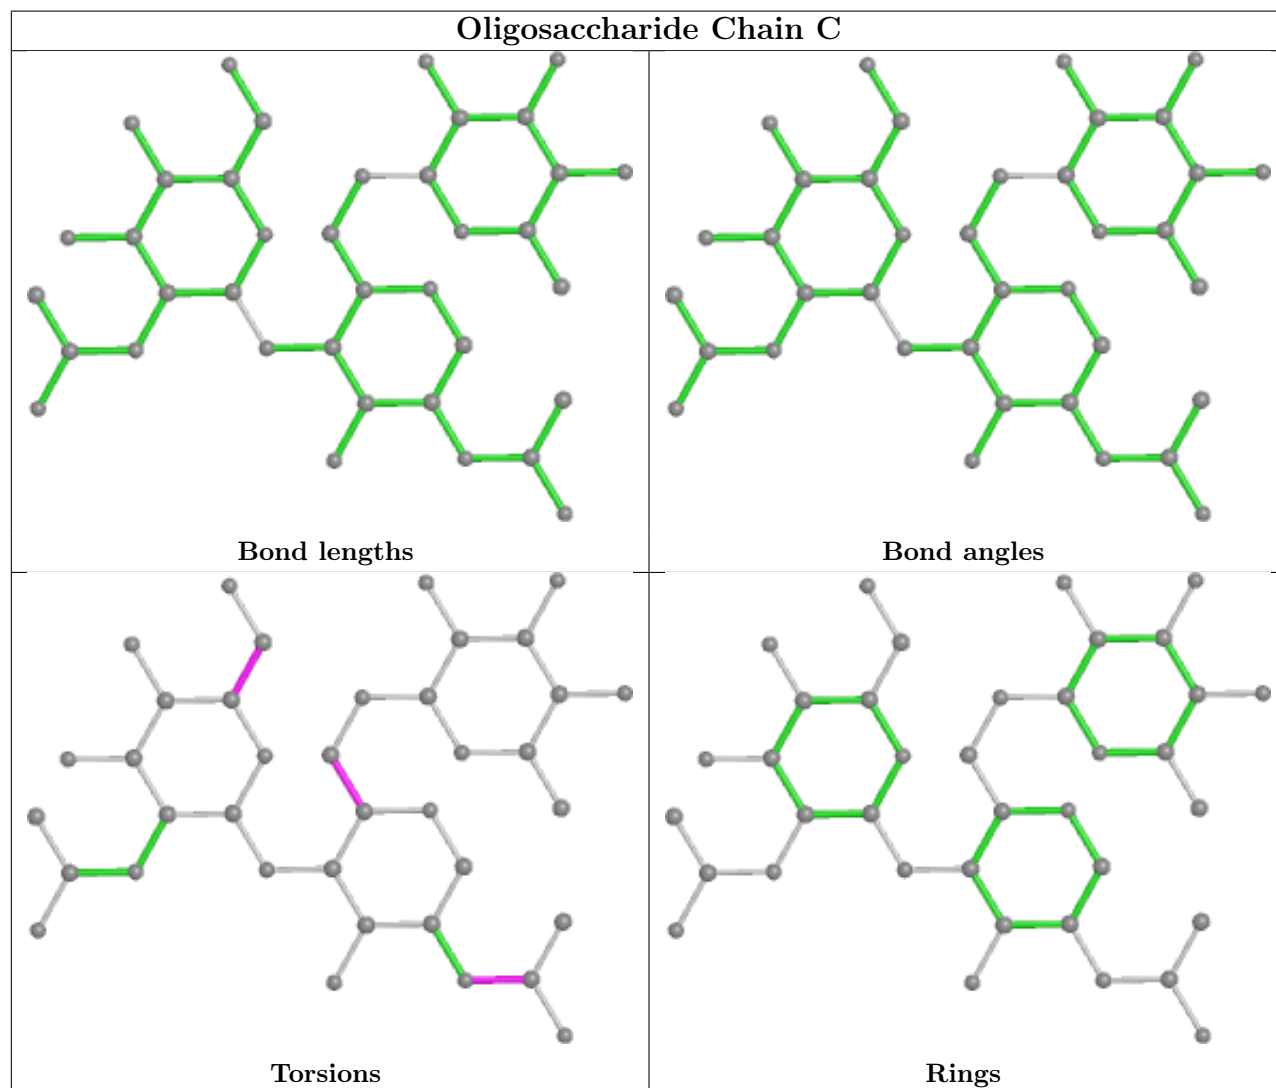 Oligosaccharide Chain C
Bond lengths
Bond angles
Torsions
Rings